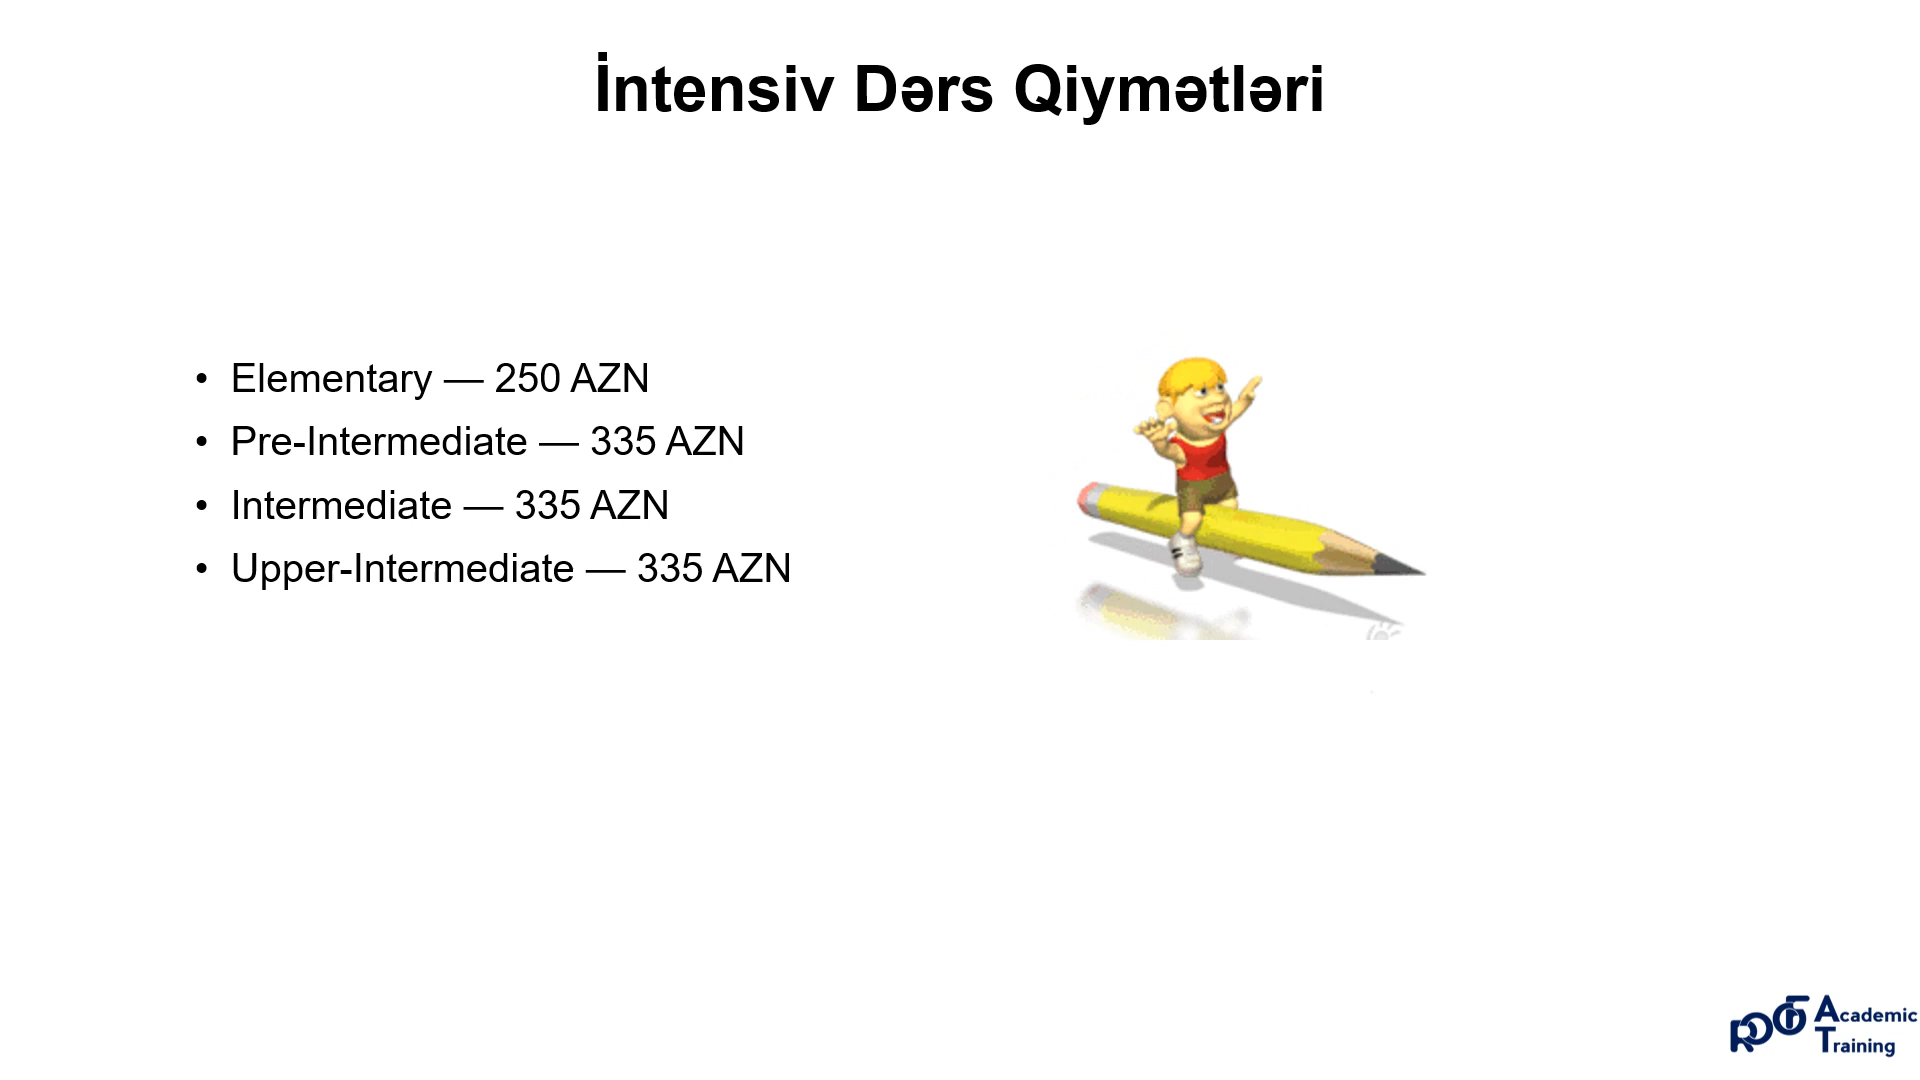 İntensiv Dərs Qiymətləri
• Elementary — 250 AZN
• Pre-Intermediate — 335 AZN
• Intermediate — 335 AZN
• Upper-Intermediate — 335 AZN
Academic
Training